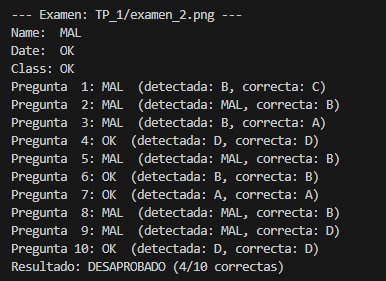 --- Examen: TP_1/examen_2.png ---
Name:  MAL
Date:  OK
Class: OK
Pregunta  1: MAL  (detectada: B, correcta: C)
Pregunta  2: MAL  (detectada: MAL, correcta: B)
Pregunta  3: MAL  (detectada: B, correcta: A)
Pregunta  4: OK  (detectada: D, correcta: D)
Pregunta  5: MAL  (detectada: MAL, correcta: B)
Pregunta  6: OK  (detectada: B, correcta: B)
Pregunta  7: OK  (detectada: A, correcta: A)
Pregunta  8: MAL  (detectada: MAL, correcta: B)
Pregunta  9: MAL  (detectada: MAL, correcta: D)
Pregunta 10: OK  (detectada: D, correcta: D)
Resultado: DESAPROBADO (4/10 correctas)